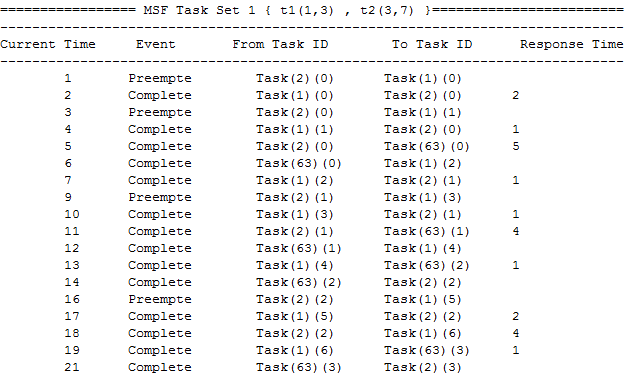 ================= MSF Task Set 1 { t1(1,3) , t2(3,7) }========================
------------------------------------------------------------------------------
Current Time     Event       From Task ID        To Task ID      Response Time
------------------------------------------------------------------------------
        1       Preempte        Task(2)(0)      Task(1)(0)
        2       Complete        Task(1)(0)      Task(2)(0)      2
        3       Preempte        Task(2)(0)      Task(1)(1)
        4       Complete        Task(1)(1)      Task(2)(0)      1
        5       Complete        Task(2)(0)      Task(63)(0)     5
        6       Complete        Task(63)(0)     Task(1)(2)
        7       Complete        Task(1)(2)      Task(2)(1)      1
        9       Preempte        Task(2)(1)      Task(1)(3)
        10      Complete        Task(1)(3)      Task(2)(1)      1
        11      Complete        Task(2)(1)      Task(63)(1)     4
        12      Complete        Task(63)(1)     Task(1)(4)
        13      Complete        Task(1)(4)      Task(63)(2)     1
        14      Complete        Task(63)(2)     Task(2)(2)
        16      Preempte        Task(2)(2)      Task(1)(5)
        17      Complete        Task(1)(5)      Task(2)(2)      2
        18      Complete        Task(2)(2)      Task(1)(6)      4
        19      Complete        Task(1)(6)      Task(63)(3)     1
        21      Complete        Task(63)(3)     Task(2)(3)